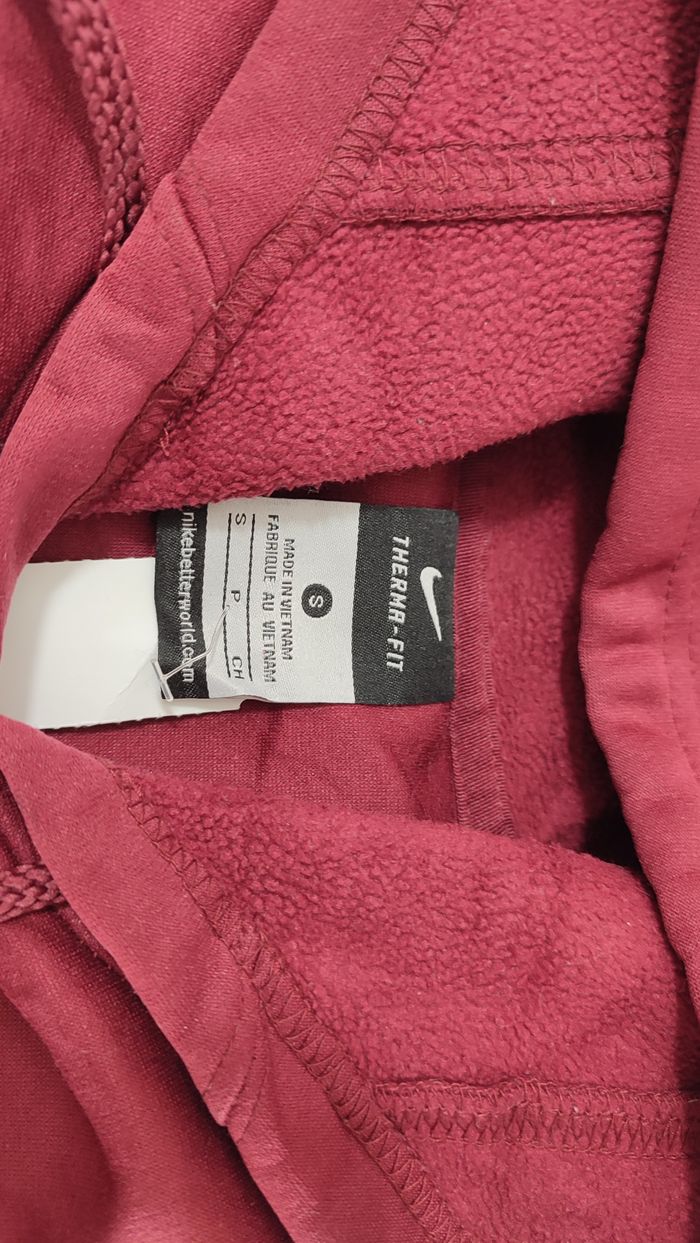 THERMA-FIT
S
MADE IN VIETNAM
FABRIQUE AU VIETNAM
S P CH
nikebetterworld.com